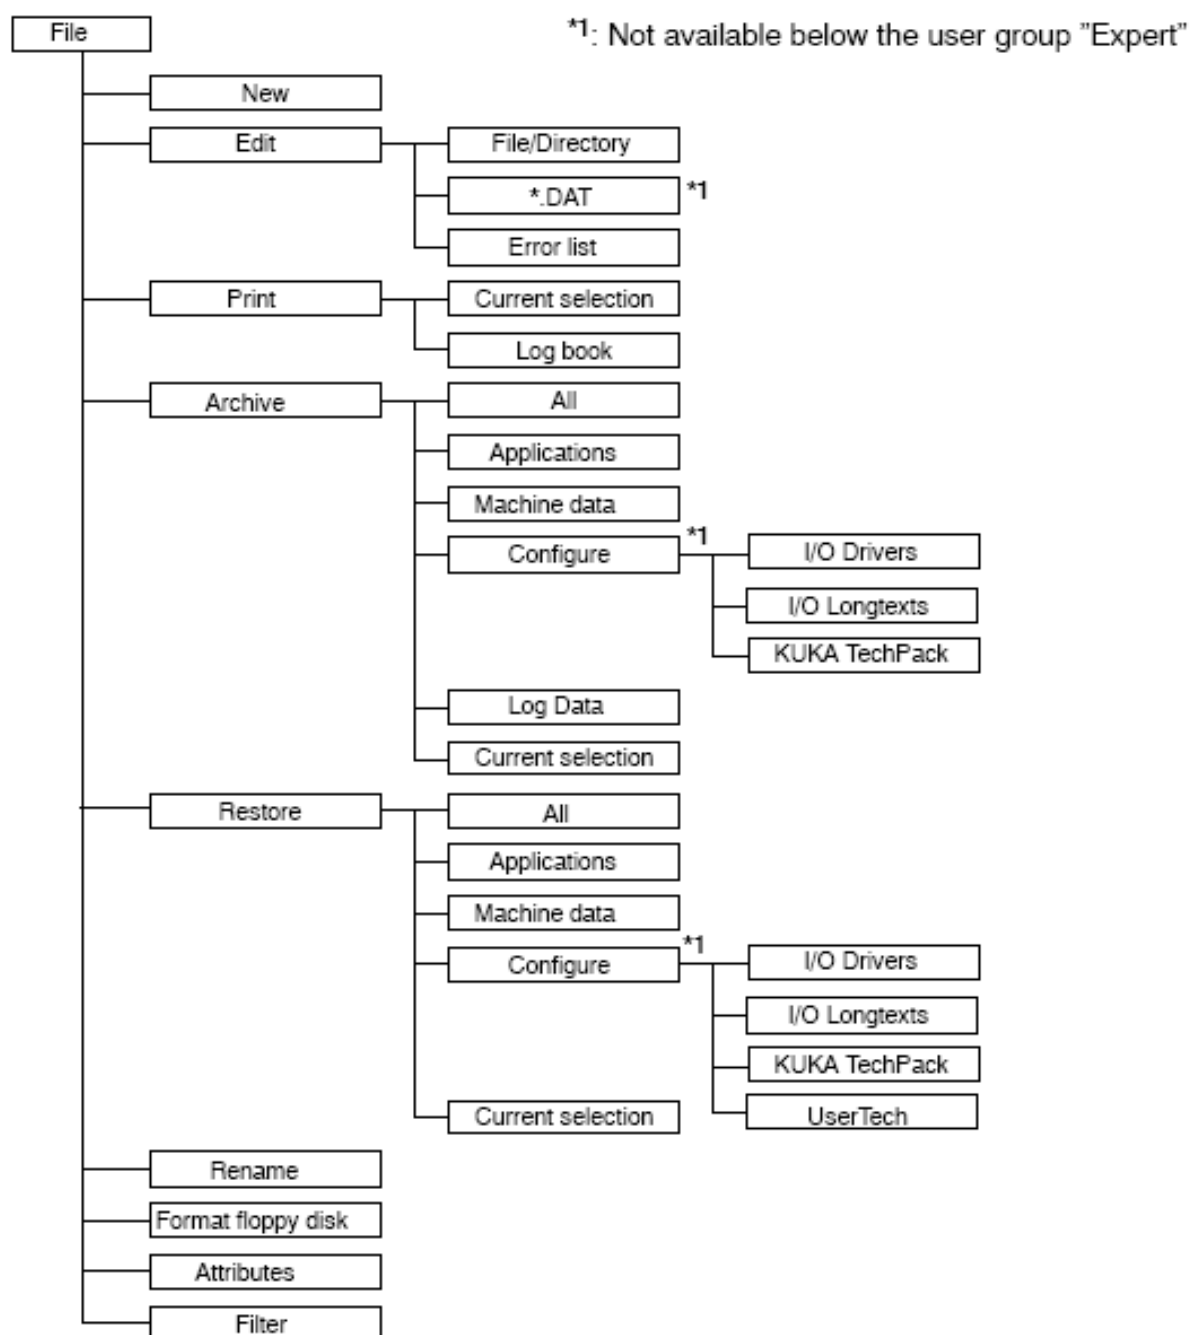 File
*1: Not available below the user group ”Expert”
New
Edit
File/Directory
*.DAT *1
Error list
Print
Current selection
Log book
Archive
All
Applications
Machine data
Configure *1
I/O Drivers
I/O Longtexts
KUKA TechPack
Log Data
Current selection
Restore
All
Applications
Machine data
Configure *1
I/O Drivers
I/O Longtexts
KUKA TechPack
UserTech
Current selection
Rename
Format floppy disk
Attributes
Filter